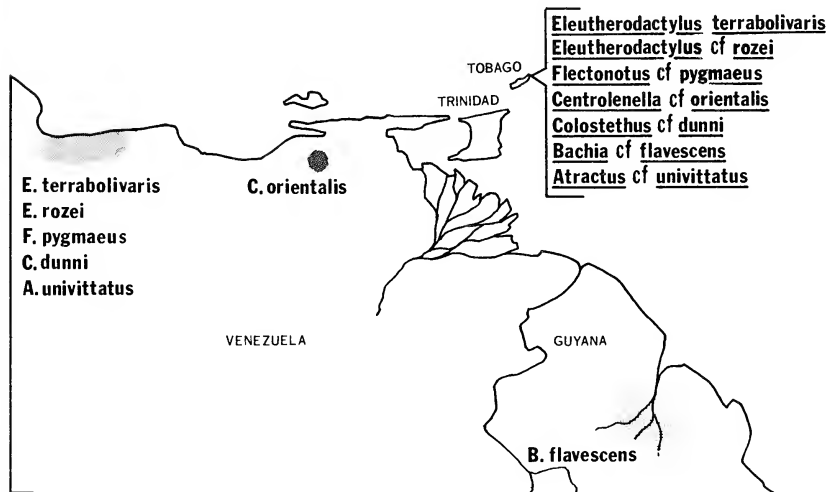 Eleutherodactylus terrabolivaris
Eleutherodactylus cf rozei
Flectonotus cf pygmaeus
Centrolenella cf orientalis
Colostethus cf dunni
Bachia cf flavescens
Atractus cf univittatus
TOBAGO
TRINIDAD
E. terrabolivaris
E. rozei
F. pygmaeus
C. dunni
A. univittatus
C. orientalis
VENEZUELA
GUYANA
B. flavescens